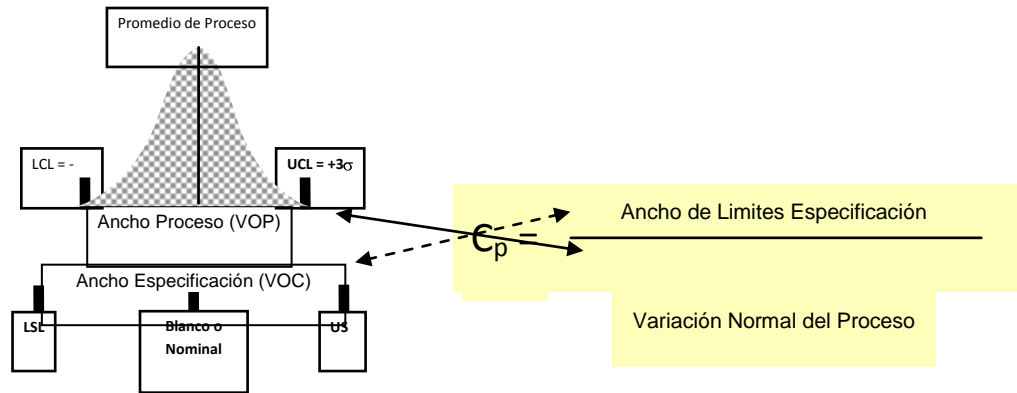 Promedio de Proceso
LCL = -
UCL = +3σ
Ancho Proceso (VOP)
Ancho Especificación (VOC)
LSL
Blanco o
Nominal
US
Ancho de Limites Especificación
Cp =
Variación Normal del Proceso